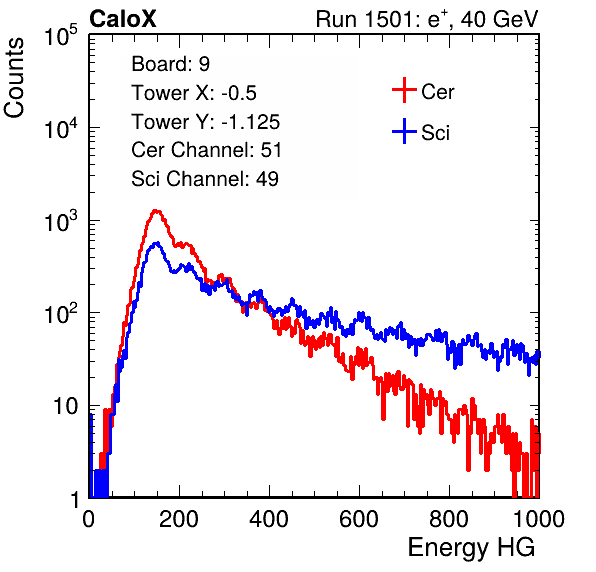 CaloX Run 1501: e+, 40 GeV
Counts
Board: 9
Tower X: -0.5
Tower Y: -1.125
Cer Channel: 51
Sci Channel: 49
Cer
Sci
10^5
10^4
10^3
10^2
10
1
0 200 400 600 800 1000
Energy HG